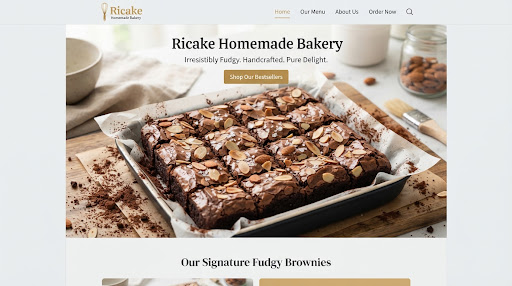 Ricake
Homemade Bakery
Home
Our Menu
About Us
Order Now
Ricake Homemade Bakery
Irresistibly Fudgy. Handcrafted. Pure Delight.
Shop Our Bestsellers
Our Signature Fudgy Brownies